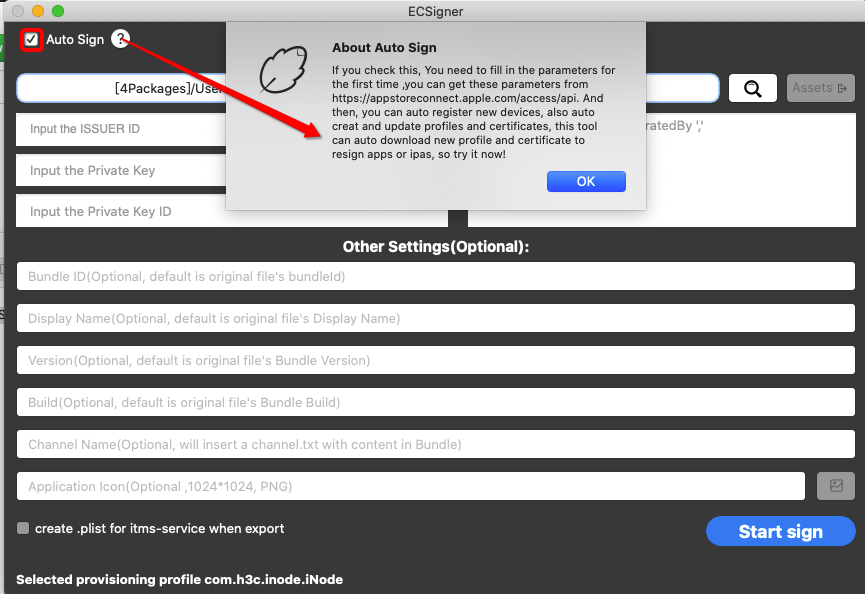 ECSigner
Auto Sign ?
About Auto Sign
If you check this, You need to fill in the parameters for
the first time ,you can get these parameters from
https://appstoreconnect.apple.com/access/api. And
then, you can auto register new devices, also auto
creat and update profiles and certificates, this tool
can auto download new profile and certificate to
resign apps or ipas, so try it now!
OK
[4Packages]/User
Assets
Input the ISSUER ID
ratedBy ','
Input the Private Key
Input the Private Key ID
Other Settings(Optional):
Bundle ID(Optional, default is original file's bundleId)
Display Name(Optional, default is original file's Display Name)
Version(Optional, default is original file's Bundle Version)
Build(Optional, default is original file's Bundle Build)
Channel Name(Optional, will insert a channel.txt with content in Bundle)
Application Icon(Optional ,1024*1024, PNG)
create .plist for itms-service when export
Start sign
Selected provisioning profile com.h3c.inode.iNode